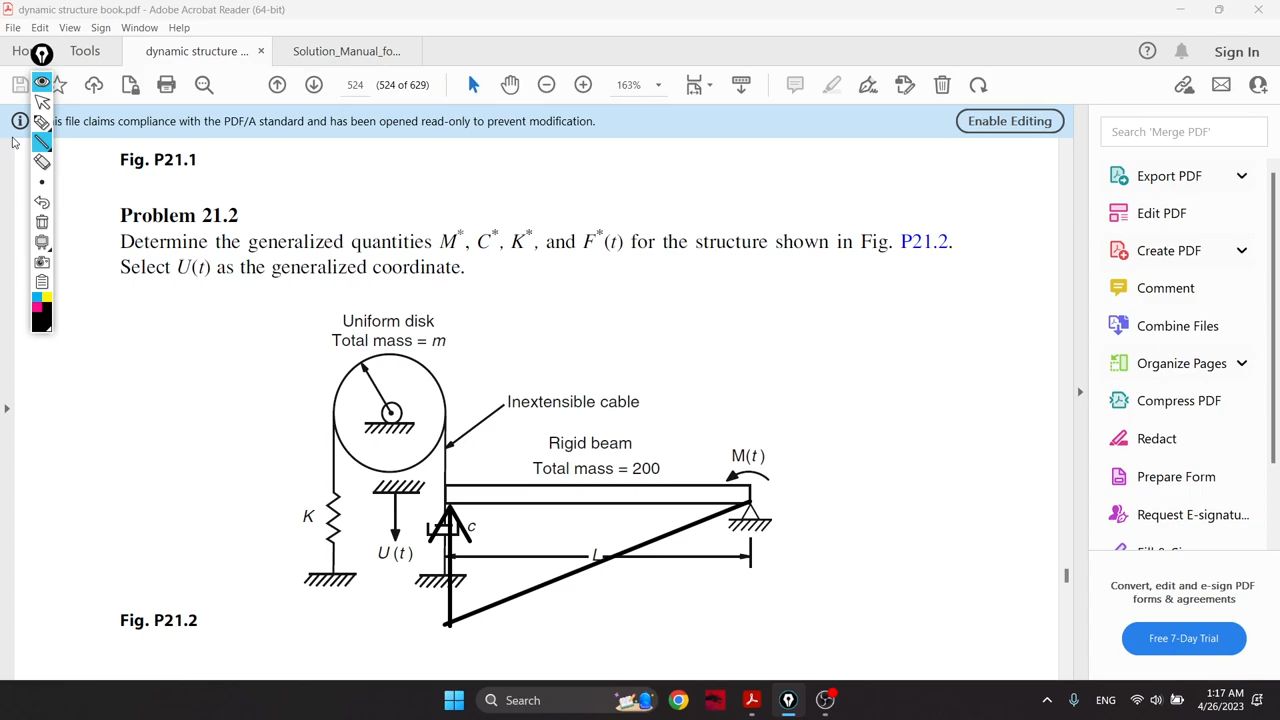 dynamic structure book.pdf - Adobe Acrobat Reader (64-bit)
File Edit View Sign Window Help
Tools dynamic structure ... × Solution_Manual_fo... Sign In
524 (524 of 629) 163%
is file claims compliance with the PDF/A standard and has been opened read-only to prevent modification. Enable Editing
Fig. P21.1
Problem 21.2
Determine the generalized quantities M*, C*, K*, and F*(t) for the structure shown in Fig. P21.2.
Select U(t) as the generalized coordinate.
Uniform disk
Total mass = m
Inextensible cable
Rigid beam
Total mass = 200
M(t)
K
c
U (t)
L
Fig. P21.2
Search 'Merge PDF'
Export PDF
Edit PDF
Create PDF
Comment
Combine Files
Organize Pages
Compress PDF
Redact
Prepare Form
Request E-signatu...
Convert, edit and e-sign PDF
forms & agreements
Free 7-Day Trial
Search
ENG
1:17 AM
4/26/2023